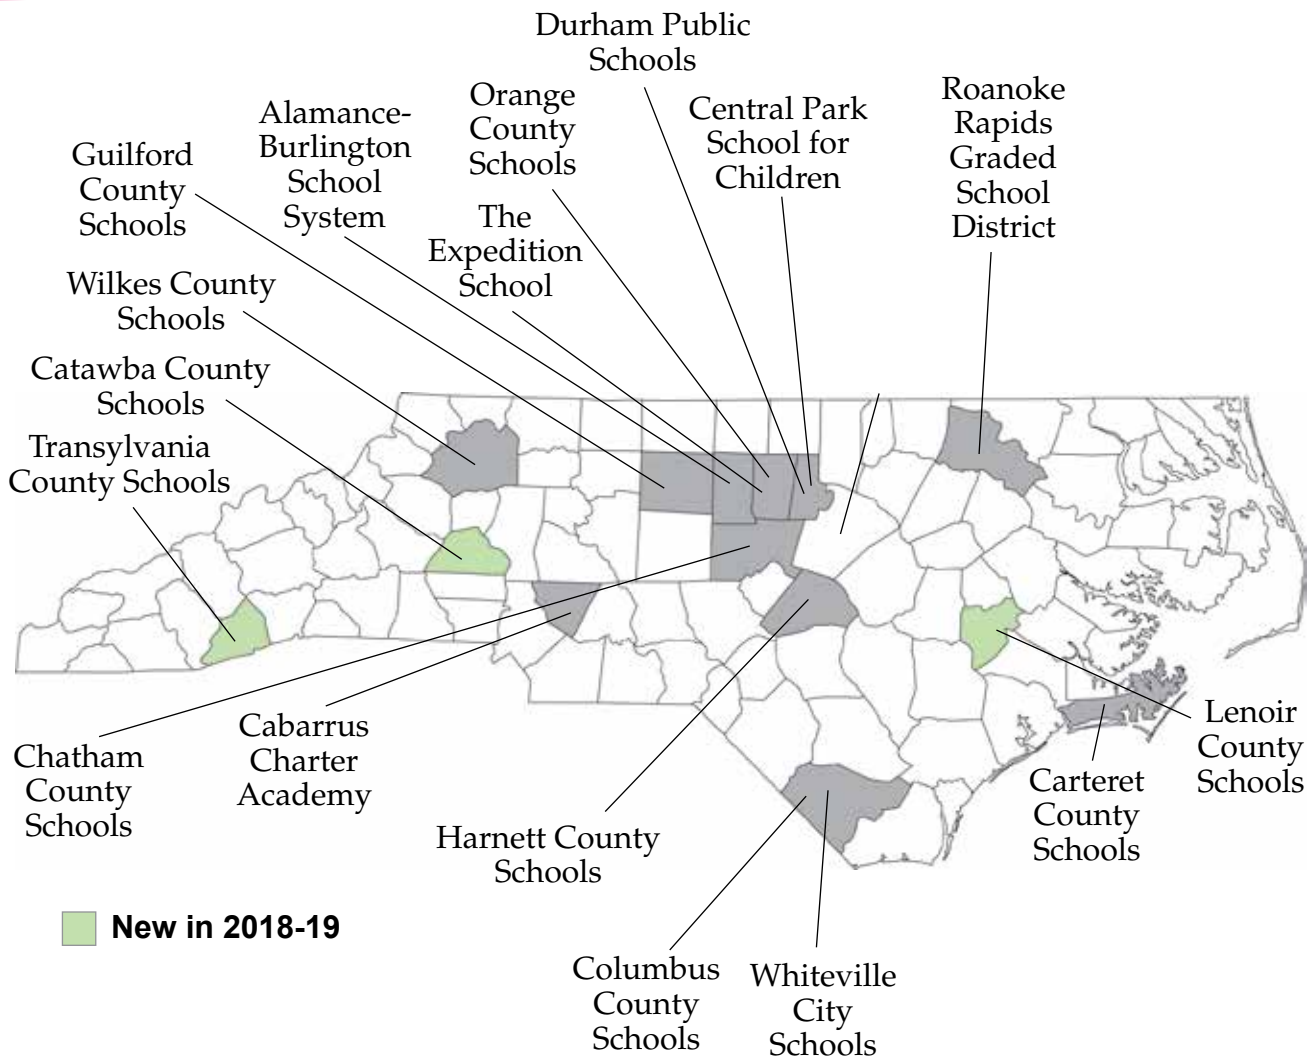 Durham Public
Schools
Orange
County
Schools
Central Park
School for
Children
Roanoke
Rapids
Graded
School
District
Alamance-
Burlington
School
System
Guilford
County
Schools
The
Expedition
School
Wilkes County
Schools
Catawba County
Schools
Transylvania
County Schools
Chatham
County
Schools
Cabarrus
Charter
Academy
Harnett County
Schools
Carteret
County
Schools
Lenoir
County
Schools
New in 2018-19
Columbus
County
Schools
Whiteville
City
Schools